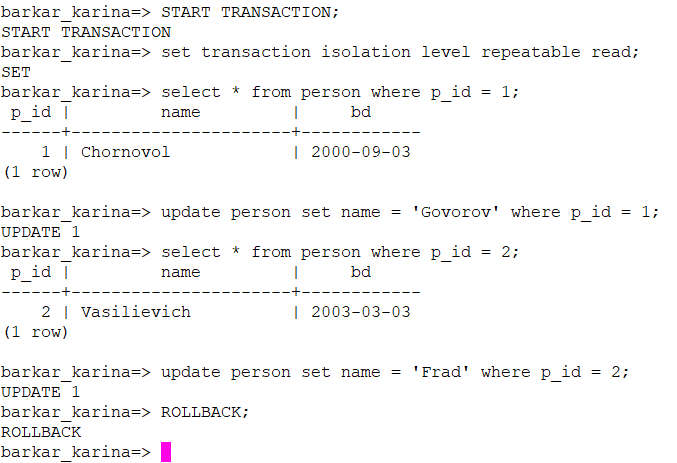 barkar_karina=> START TRANSACTION;
START TRANSACTION
barkar_karina=> set transaction isolation level repeatable read;
SET
barkar_karina=> select * from person where p_id = 1;
 p_id |         name         |     bd
------+----------------------+------------
    1 | Chornovol            | 2000-09-03
(1 row)

barkar_karina=> update person set name = 'Govorov' where p_id = 1;
UPDATE 1
barkar_karina=> select * from person where p_id = 2;
 p_id |         name         |     bd
------+----------------------+------------
    2 | Vasilievich          | 2003-03-03
(1 row)

barkar_karina=> update person set name = 'Frad' where p_id = 2;
UPDATE 1
barkar_karina=> ROLLBACK;
ROLLBACK
barkar_karina=>